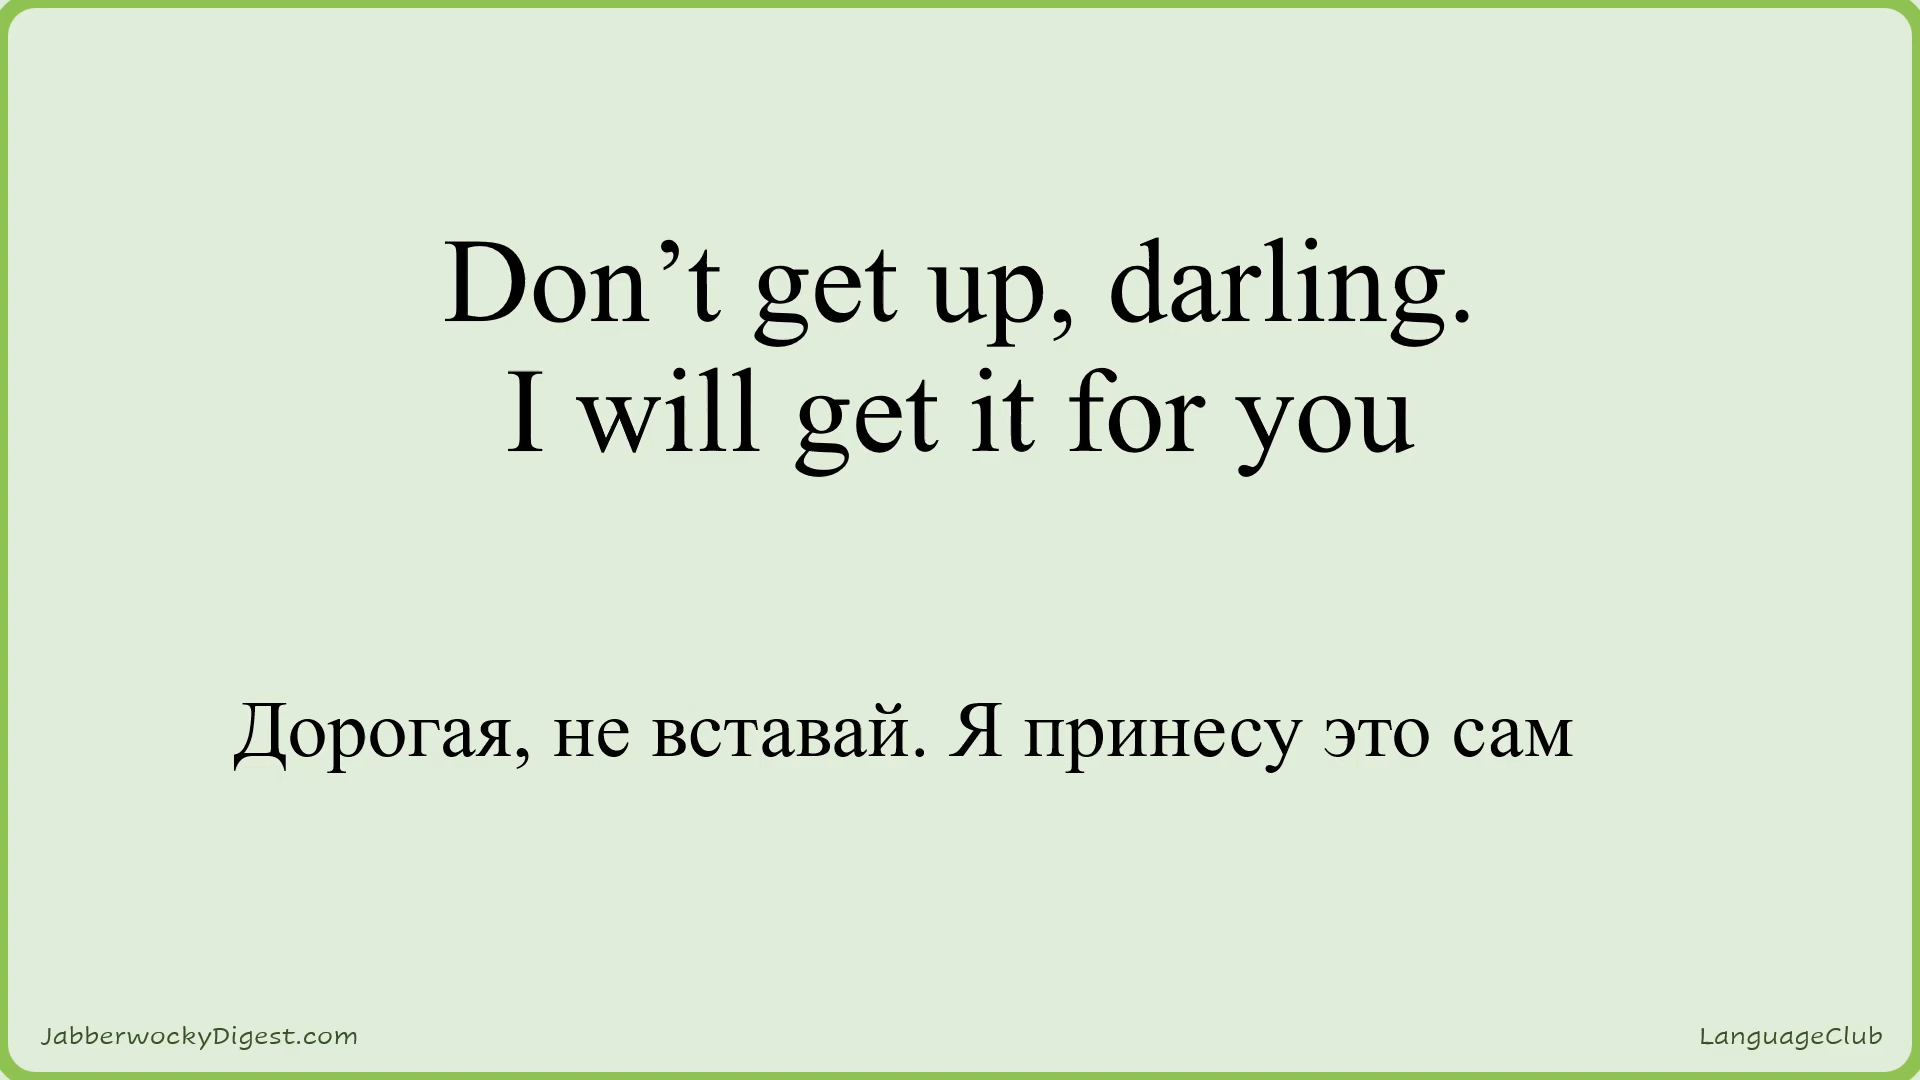 Don’t get up, darling.
I will get it for you
Дорогая, не вставай. Я принесу это сам
JabberwockyDigest.com
LanguageClub